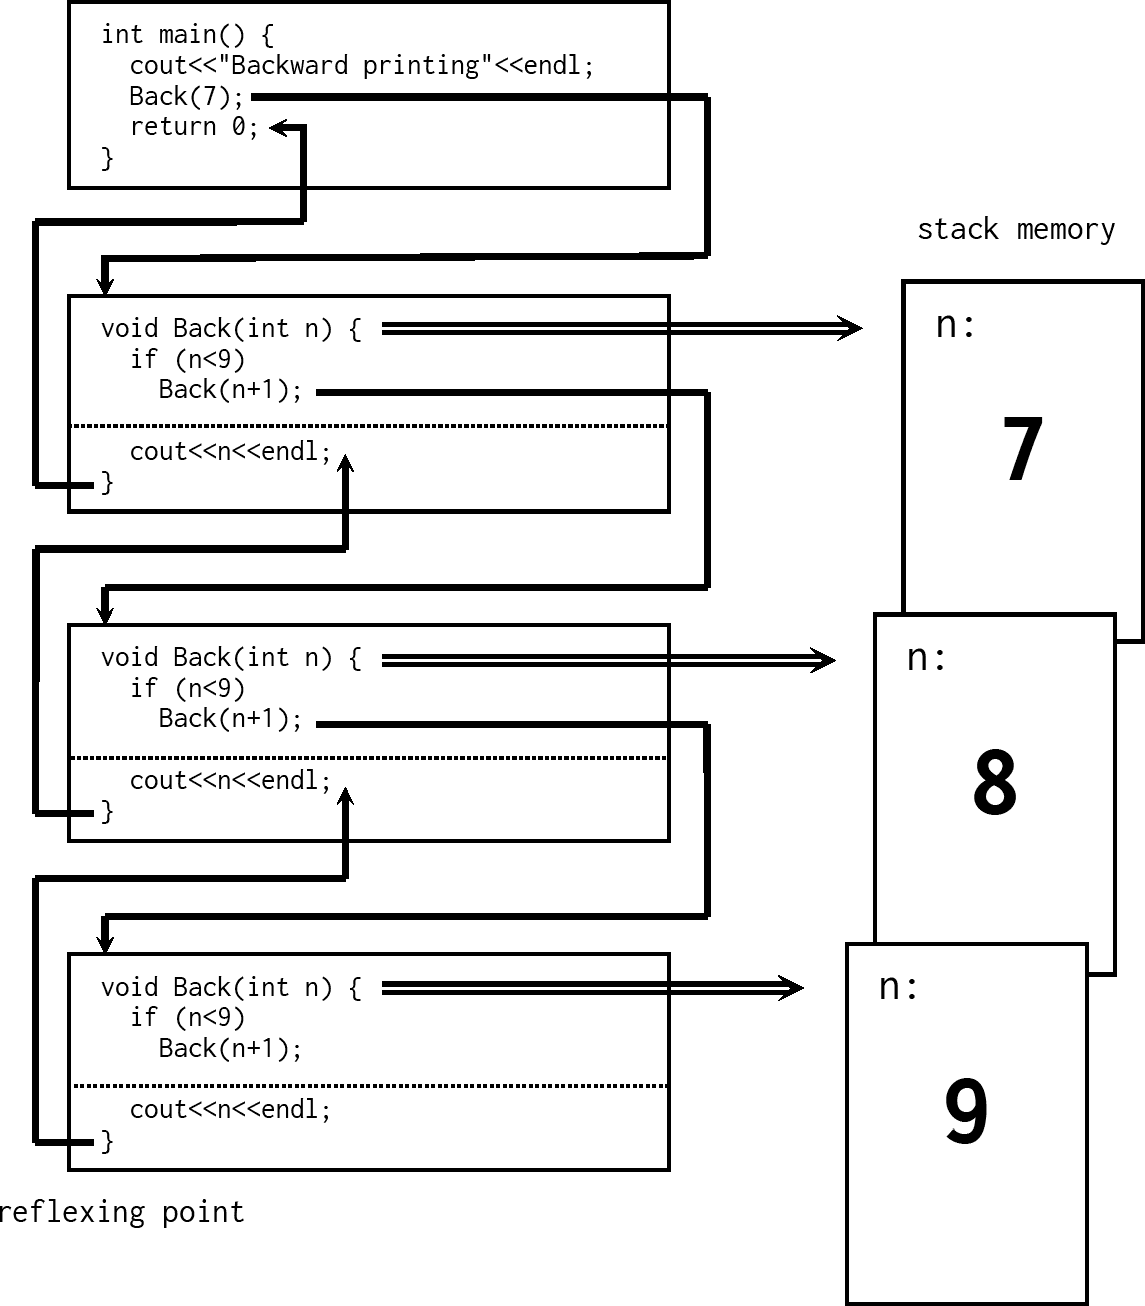 int main() {
cout<<"Backward printing"<<endl;
Back(7);
return 0;
}
stack memory
void Back(int n) {
if (n<9)
Back(n+1);
cout<<n<<endl;
}
n:
7
void Back(int n) {
if (n<9)
Back(n+1);
cout<<n<<endl;
}
n:
8
void Back(int n) {
if (n<9)
Back(n+1);
cout<<n<<endl;
}
n:
9
reflexing point